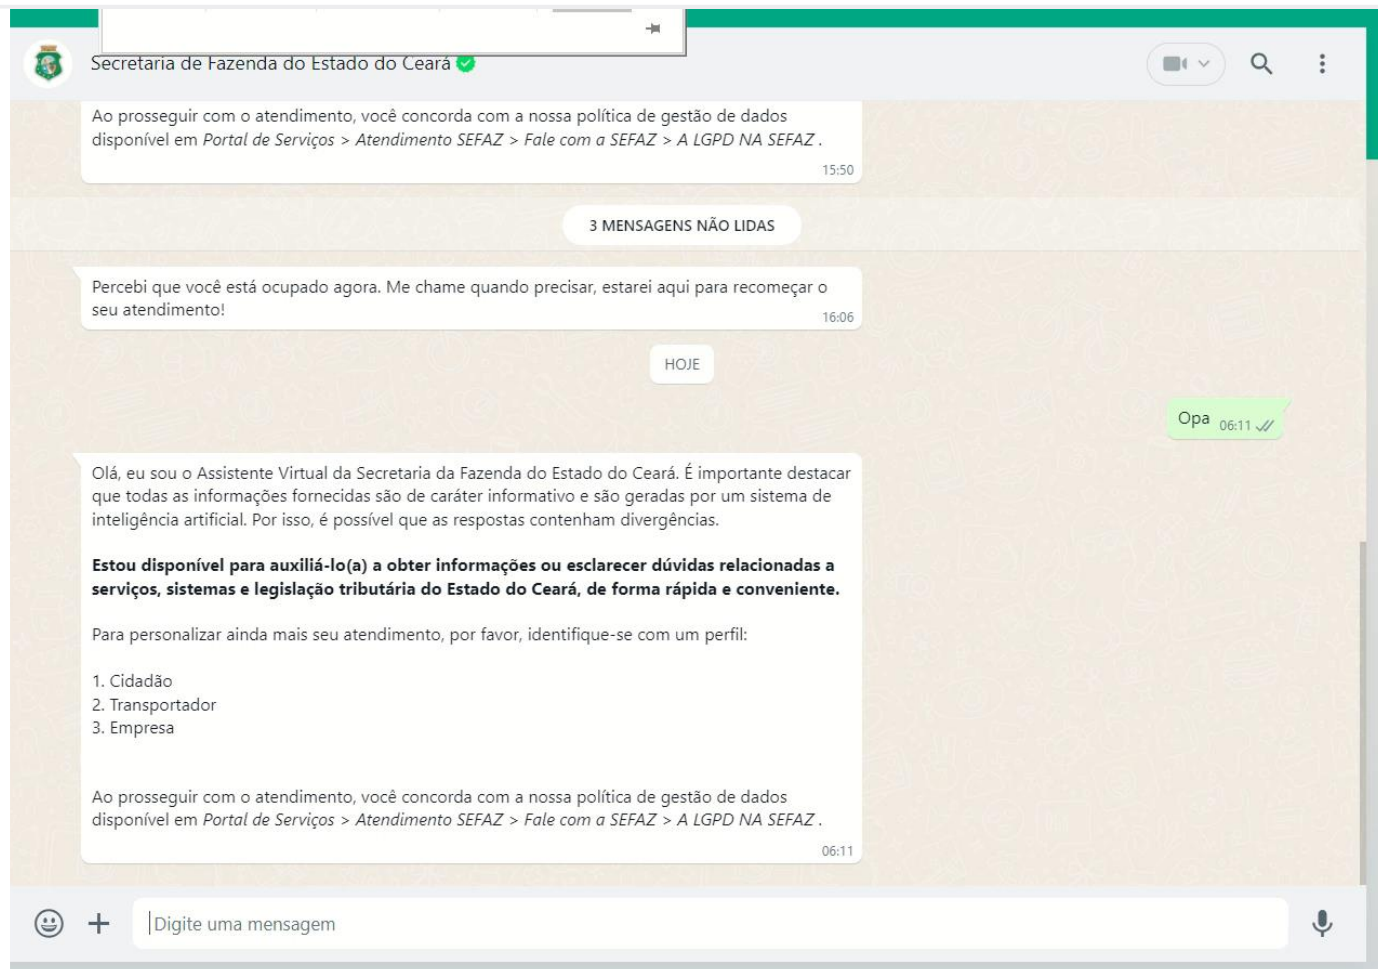 Secretaria de Fazenda do Estado do Ceará
Ao prosseguir com o atendimento, você concorda com a nossa política de gestão de dados
disponível em Portal de Serviços > Atendimento SEFAZ > Fale com a SEFAZ > A LGPD NA SEFAZ .
15:50
3 MENSAGENS NÃO LIDAS
Percebi que você está ocupado agora. Me chame quando precisar, estarei aqui para recomeçar o
seu atendimento!
16:06
HOJE
Opa 06:11
Olá, eu sou o Assistente Virtual da Secretaria da Fazenda do Estado do Ceará. É importante destacar
que todas as informações fornecidas são de caráter informativo e são geradas por um sistema de
inteligência artificial. Por isso, é possível que as respostas contenham divergências.
Estou disponível para auxiliá-lo(a) a obter informações ou esclarecer dúvidas relacionadas a
serviços, sistemas e legislação tributária do Estado do Ceará, de forma rápida e conveniente.
Para personalizar ainda mais seu atendimento, por favor, identifique-se com um perfil:
1. Cidadão
2. Transportador
3. Empresa
Ao prosseguir com o atendimento, você concorda com a nossa política de gestão de dados
disponível em Portal de Serviços > Atendimento SEFAZ > Fale com a SEFAZ > A LGPD NA SEFAZ .
06:11
Digite uma mensagem